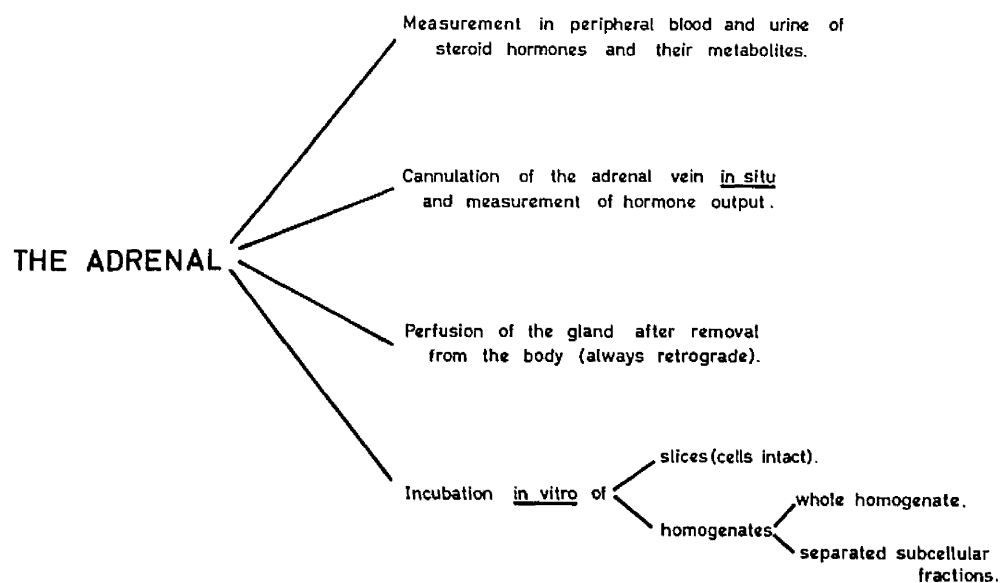 Measurement in peripheral blood and urine of
steroid hormones and their metabolites.
Cannulation of the adrenal vein in situ
and measurement of hormone output.
THE ADRENAL
Perfusion of the gland after removal
from the body (always retrograde).
Incubation in vitro of
slices (cells intact).
homogenates
whole homogenate.
separated subcellular
fractions.